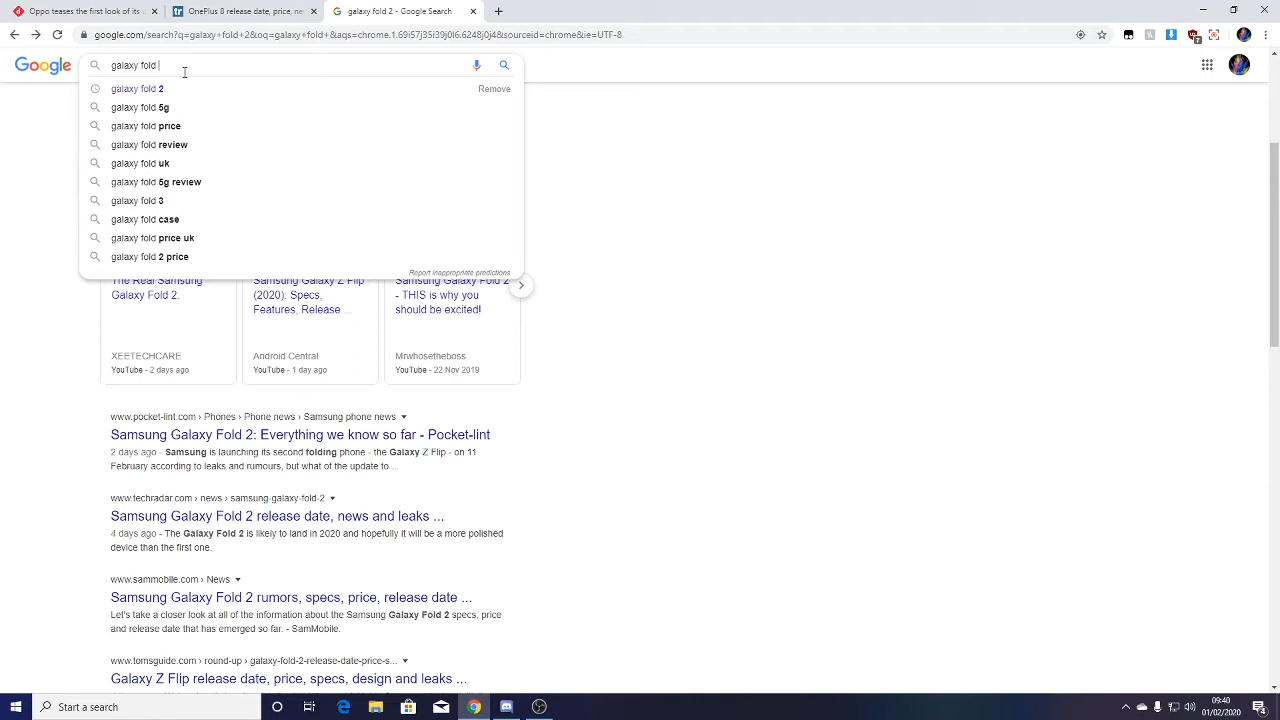 Oppo teases the first look of its u
OnePlus 8 release date, price, ne
galaxy fold 2 - Google Search
google.com/search?q=galaxy+fold+2&oq=galaxy+fold+&aqs=chrome.1.69i57j35i39j0l6.6248j0j4&sourceid=chrome&ie=UTF-8
7
Google
galaxy fold
galaxy fold 2
Remove
galaxy fold 5g
galaxy fold price
galaxy fold review
galaxy fold uk
galaxy fold 5g review
galaxy fold 3
galaxy fold case
galaxy fold price uk
galaxy fold 2 price
Report inappropriate predictions
The Real Samsung
Galaxy Fold 2.
XEETECHCARE
YouTube - 2 days ago
Samsung Galaxy Z Flip
(2020): Specs,
Features, Release ...
Android Central
YouTube - 1 day ago
Samsung Galaxy Fold 2
- THIS is why you
should be excited!
Mrwhosetheboss
YouTube - 22 Nov 2019
www.pocket-lint.com › Phones › Phone news › Samsung phone news
Samsung Galaxy Fold 2: Everything we know so far - Pocket-lint
2 days ago - Samsung is launching its second folding phone - the Galaxy Z Flip - on 11
February according to leaks and rumours, but what of the update to ...
www.techradar.com › news › samsung-galaxy-fold-2
Samsung Galaxy Fold 2 release date, news and leaks ...
4 days ago - The Galaxy Fold 2 is likely to land in 2020 and hopefully it will be a more polished
device than the first one.
www.sammobile.com › News
Samsung Galaxy Fold 2 rumors, specs, price, release date ...
Let's take a closer look at all of the information about the Samsung Galaxy Fold 2 specs, price
and release date that has emerged so far. - SamMobile.
www.tomsguide.com › round-up › galaxy-fold-2-release-date-price-s...
Galaxy Z Flip release date, price, specs, design and leaks ...
Start a search
09:40
01/02/2020